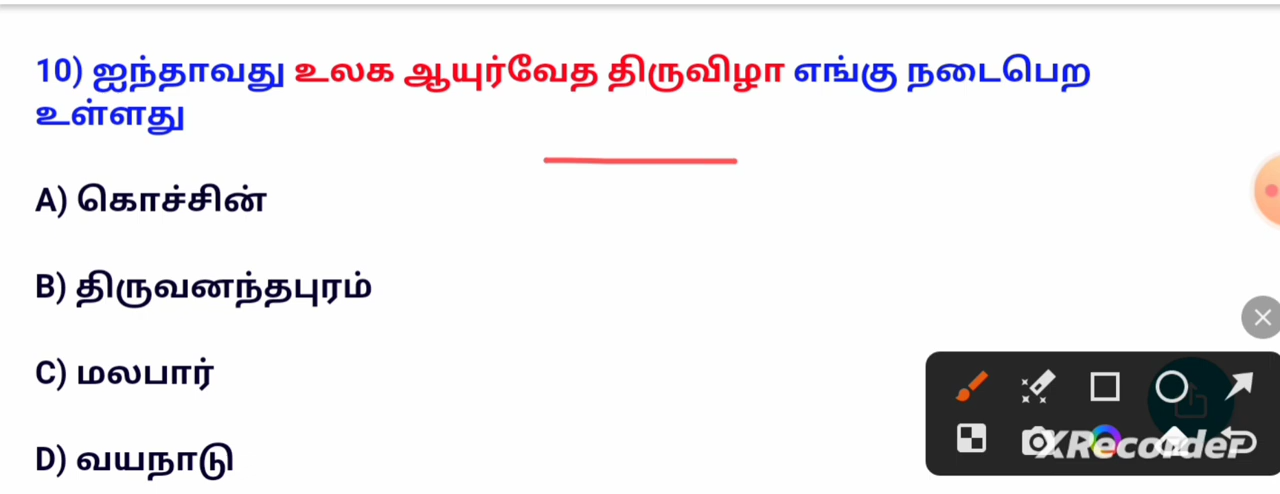 10) ஐந்தாவது உலக ஆயுர்வேத திருவிழா எங்கு நடைபெற
உள்ளது
A) கொச்சின்
B) திருவனந்தபுரம்
C) மலபார்
D) வயநாடு
XRecorder